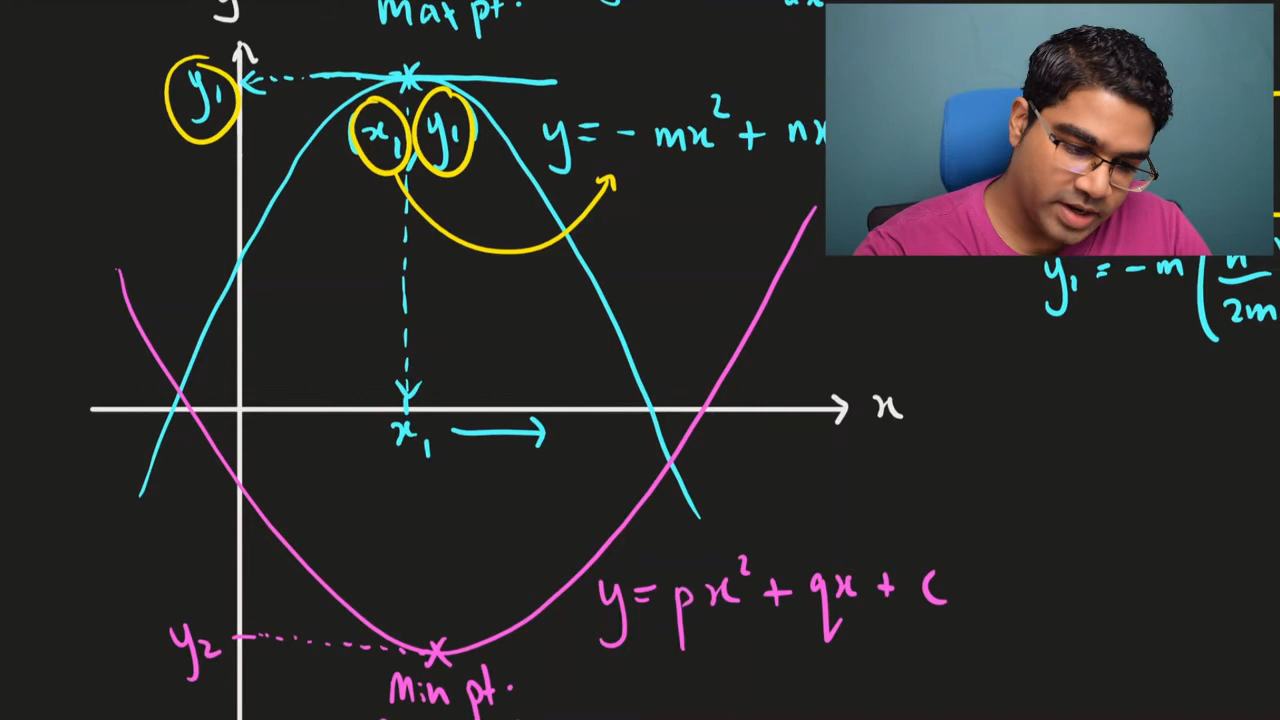 y
max pt.
y₁
x₁ y₁
y = - mx² + nx
y₁ = - m ( n/2m
x
x₁
y = px² + qx + c
y₂
Min pt.